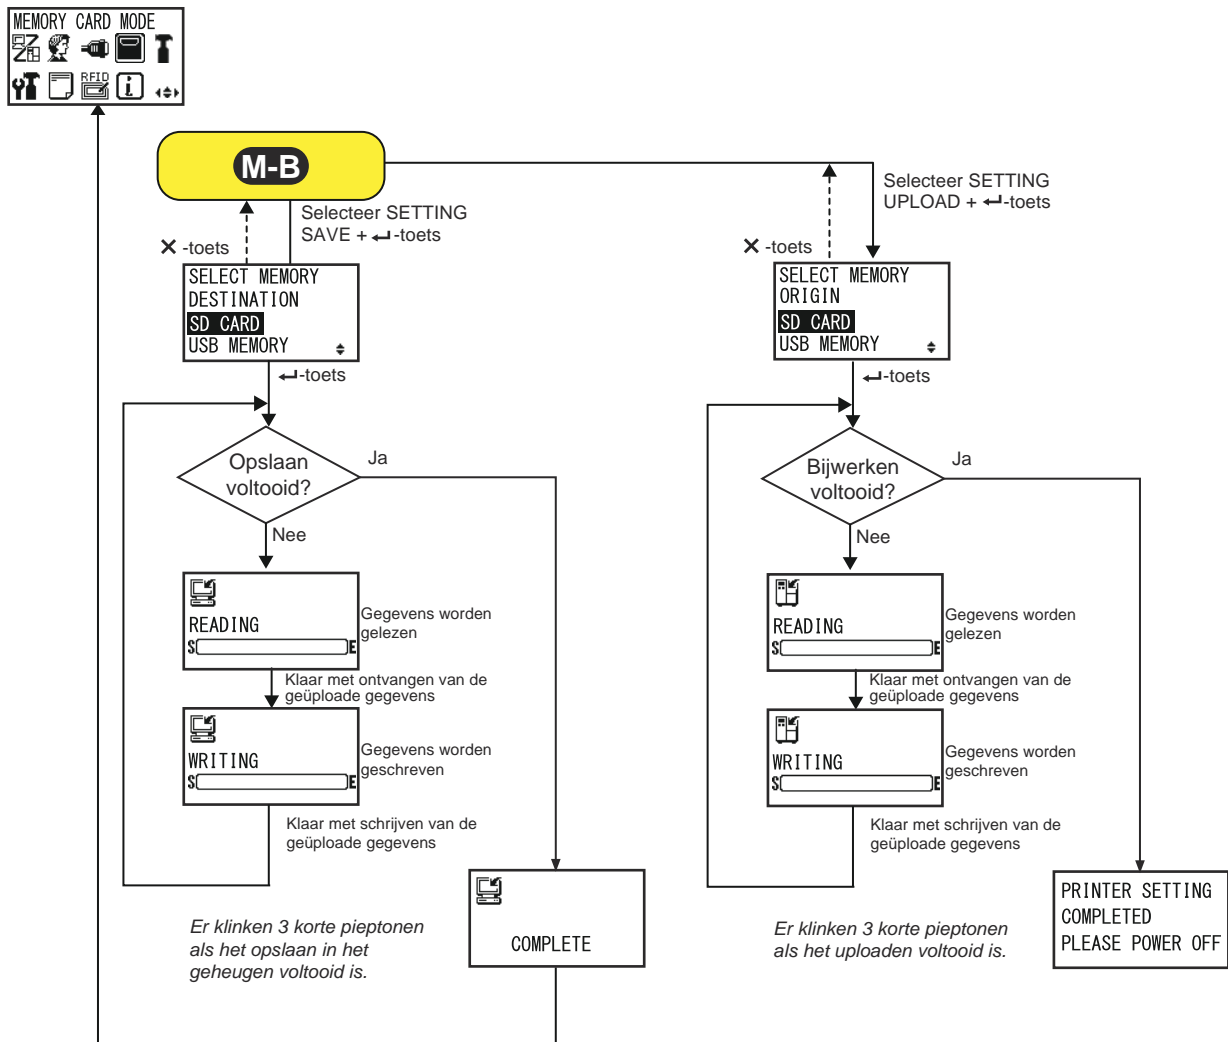 MEMORY CARD MODE
RFID
M-B
Selecteer SETTING
SAVE + ↵-toets
✕ -toets
SELECT MEMORY
DESTINATION
SD CARD
USB MEMORY
↵-toets
Opslaan
voltooid?
Ja
Nee
READING
S E
Gegevens worden
gelezen
Klaar met ontvangen van de
geüploade gegevens
WRITING
S E
Gegevens worden
geschreven
Klaar met schrijven van de
geüploade gegevens
COMPLETE
Er klinken 3 korte pieptonen
als het opslaan in het
geheugen voltooid is.
Selecteer SETTING
UPLOAD + ↵-toets
✕ -toets
SELECT MEMORY
ORIGIN
SD CARD
USB MEMORY
↵-toets
Bijwerken
voltooid?
Ja
Nee
READING
S E
Gegevens worden
gelezen
Klaar met ontvangen van de
geüploade gegevens
WRITING
S E
Gegevens worden
geschreven
Klaar met schrijven van de
geüploade gegevens
Er klinken 3 korte pieptonen
als het uploaden voltooid is.
PRINTER SETTING
COMPLETED
PLEASE POWER OFF